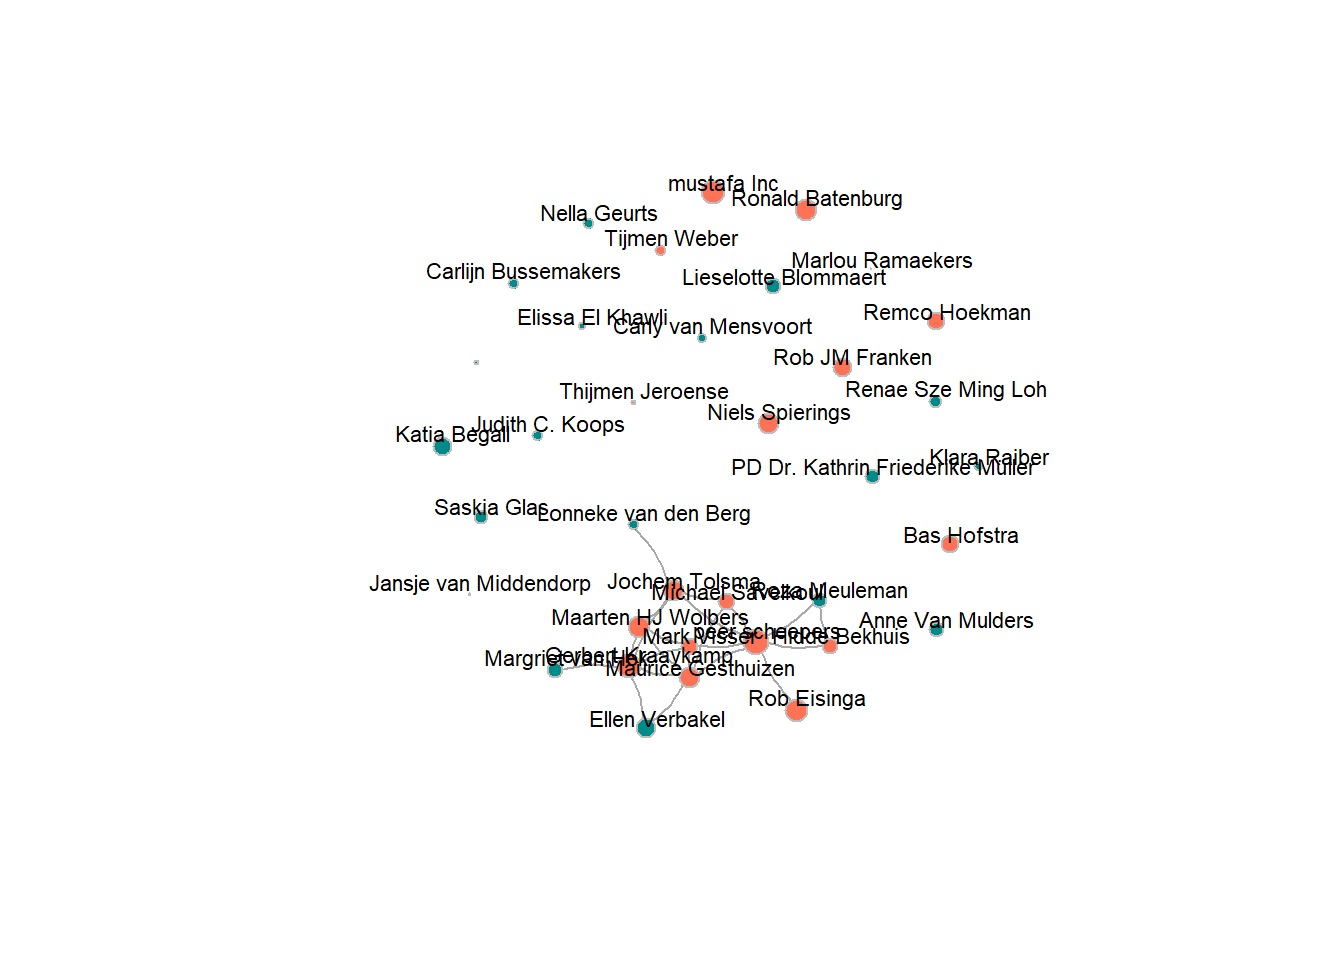 mustafa Inc
Ronald Batenburg
Nella Geurts
Tijmen Weber
Marlou Ramaekers
Carlijn Bussemakers
Lieselotte Blommaert
Remco Hoekman
Elissa El Khawli
Carly van Mensvoort
Rob JM Franken
Renae Sze Ming Loh
Thijmen Jeroense
Niels Spierings
Judith C. Koops
Katia Begall
Klara Raiber
PD Dr. Kathrin Friederike Müller
Saskia Glas
Lonneke van den Berg
Bas Hofstra
Jochem Tolsma
Jansje van Middendorp
Michael Savelkoul
Roza Meuleman
Maarten HJ Wolbers
Anne Van Mulders
peer scheepers
Mark Visser
Hidde Bekhuis
Gerbert Kraaykamp
Margriet van Hek
Maurice Gesthuizen
Rob Eisinga
Ellen Verbakel